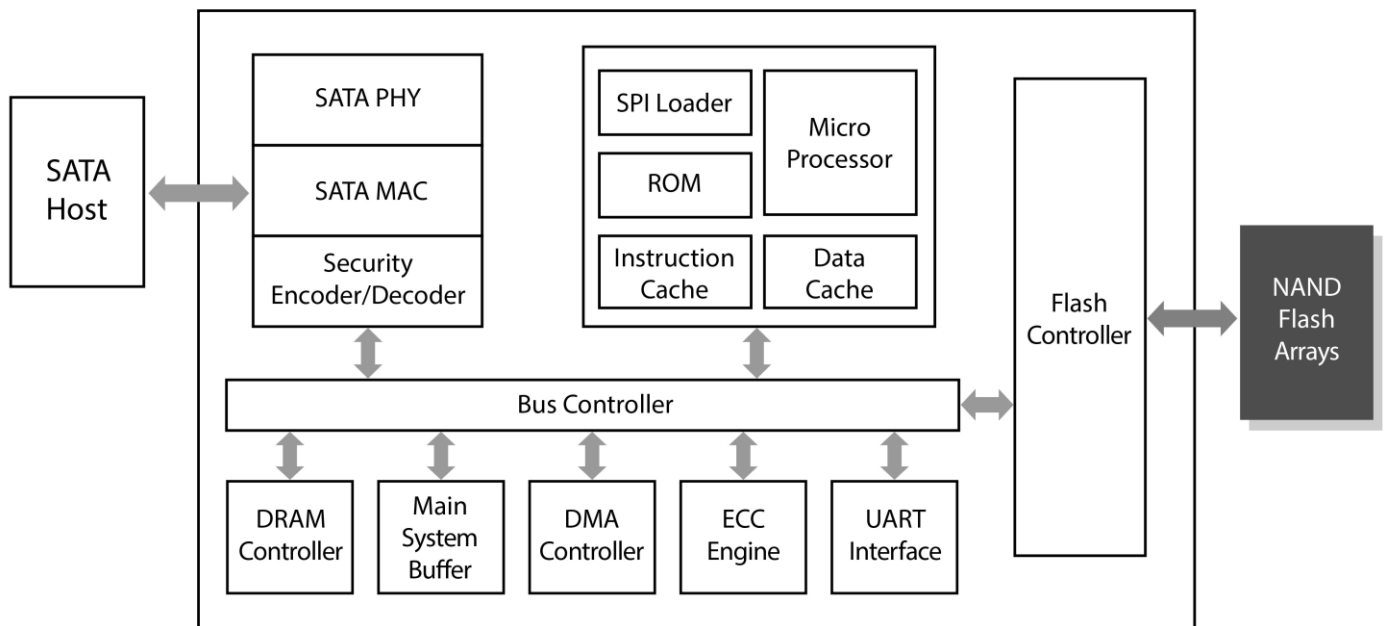 SATA
Host
SATA PHY
SATA MAC
Security
Encoder/Decoder
SPI Loader
ROM
Instruction
Cache
Micro
Processor
Data
Cache
Flash
Controller
NAND
Flash
Arrays
Bus Controller
DRAM
Controller
Main
System
Buffer
DMA
Controller
ECC
Engine
UART
Interface